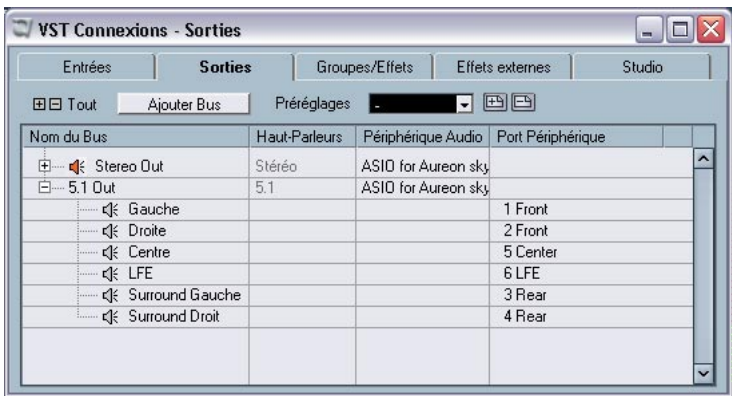 VST Connexions - Sorties
Entrées Sorties Groupes/Effets Effets externes Studio
Tout Ajouter Bus Préréglages -
Nom du Bus Haut-Parleurs Périphérique Audio Port Périphérique
Stereo Out Stéréo ASIO for Aureon sky
5.1 Out 5.1 ASIO for Aureon sky
Gauche 1 Front
Droite 2 Front
Centre 5 Center
LFE 6 LFE
Surround Gauche 3 Rear
Surround Droit 4 Rear